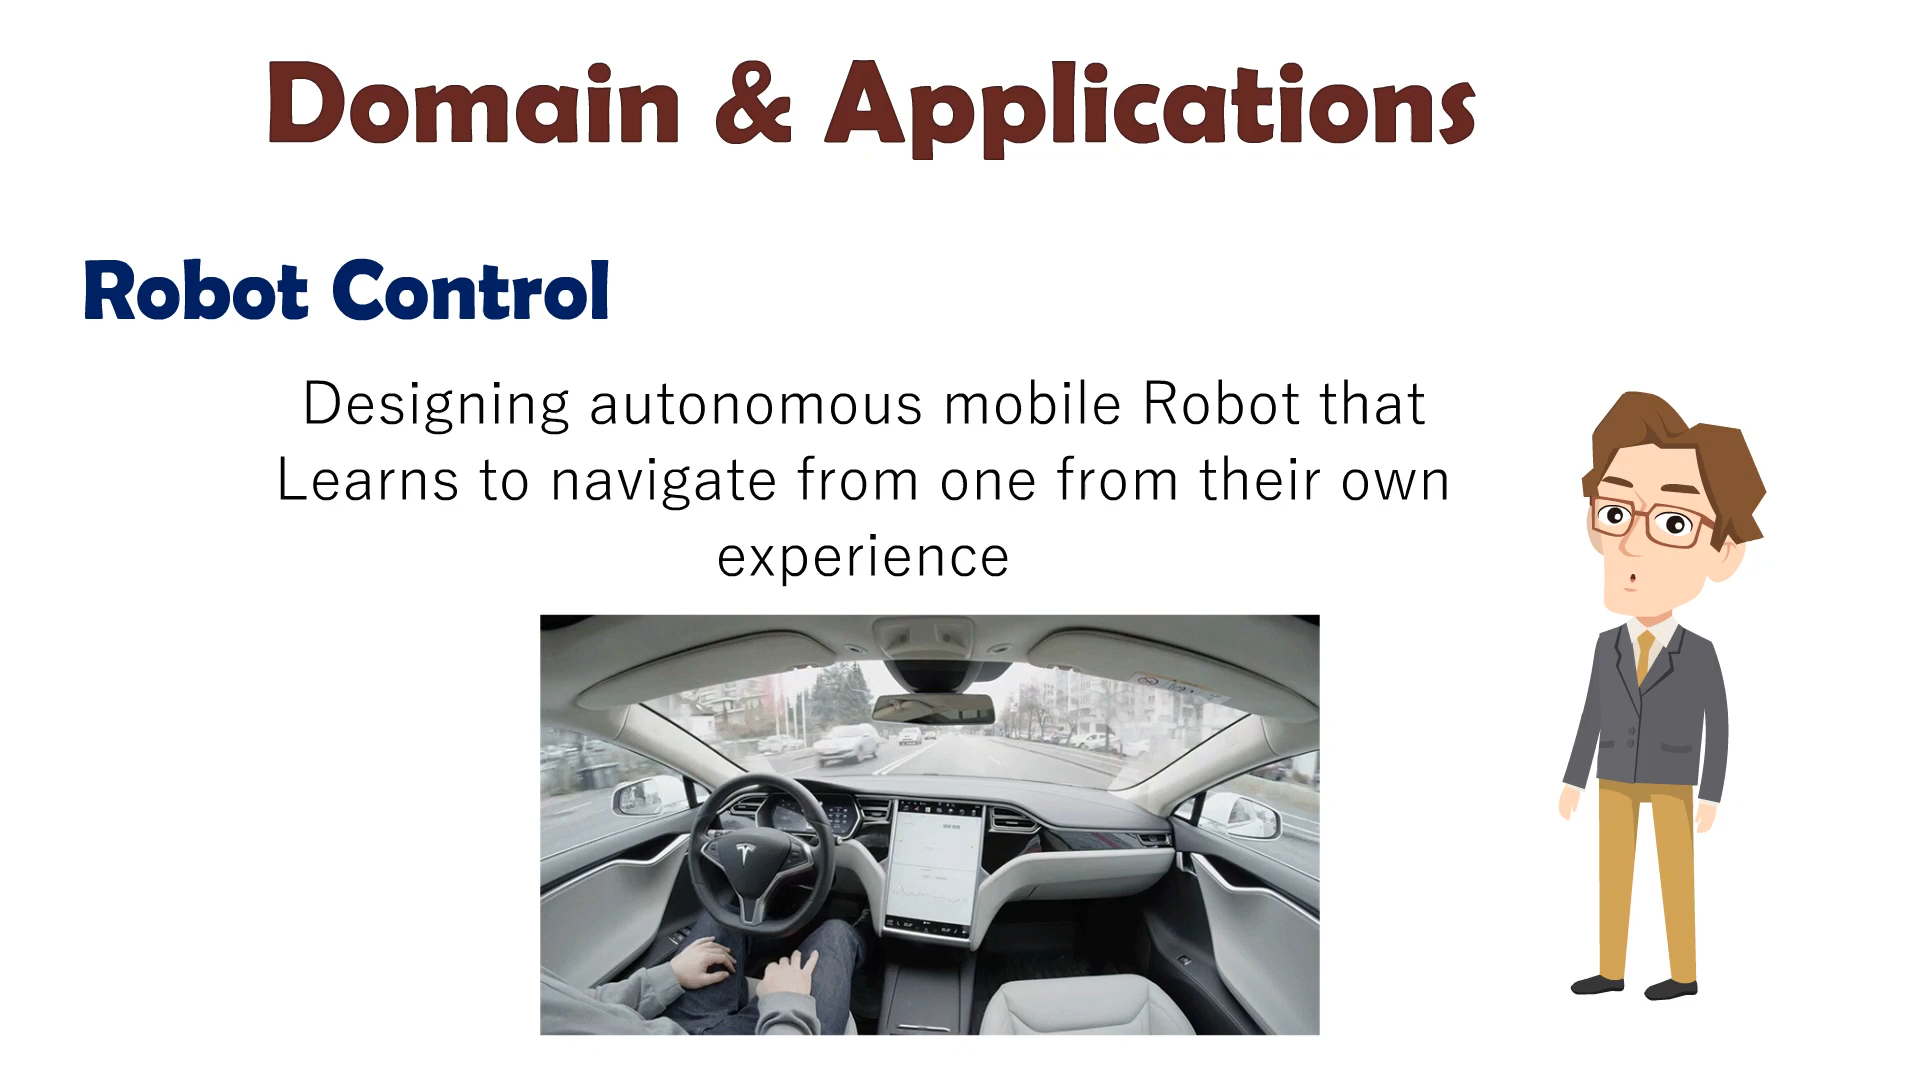 Domain & Applications
Robot Control
Designing autonomous mobile Robot that
Learns to navigate from one from their own
experience